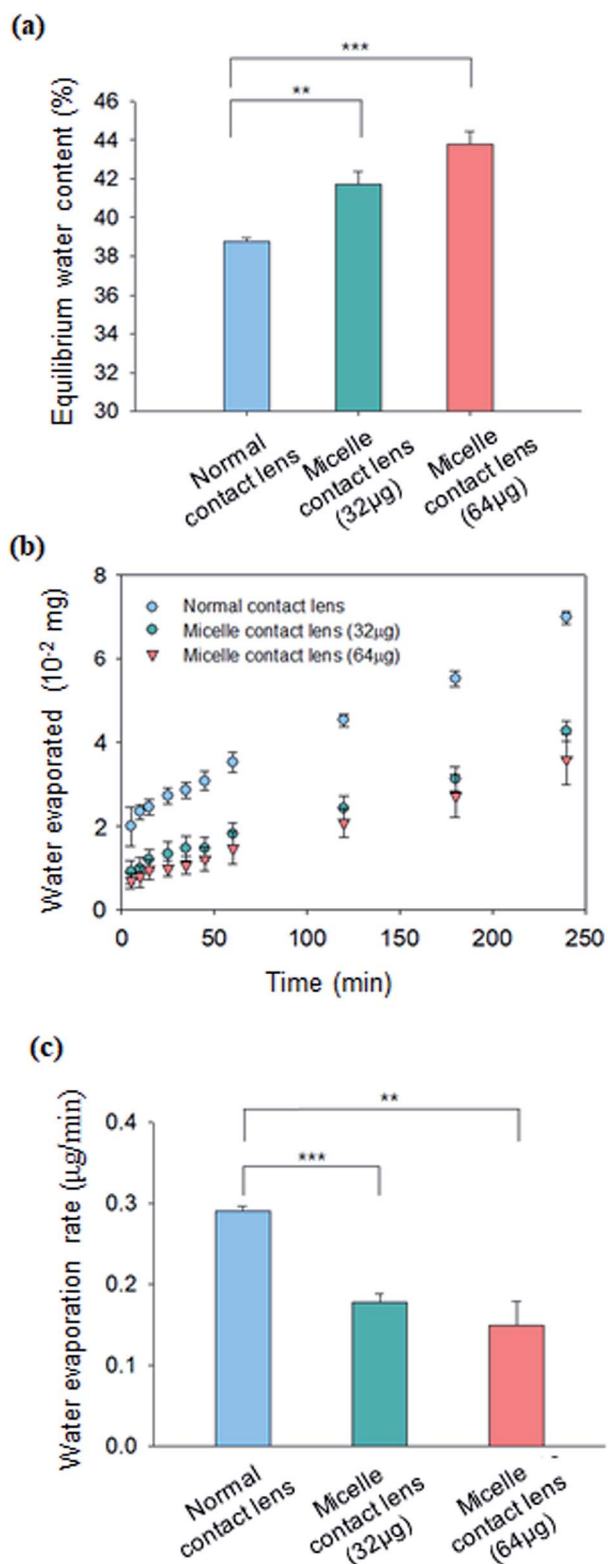 (a)
***
**
Equilibrium water content (%)
46
44
42
40
38
36
34
32
30
Normal contact lens
Micelle contact lens (32μg)
Micelle contact lens (64μg)
(b)
Water evaporated (10-2 mg)
8
6
4
2
0
Normal contact lens
Micelle contact lens (32μg)
Micelle contact lens (64μg)
0 50 100 150 200 250
Time (min)
(c)
Water evaporation rate (μg/min)
0.4
0.3
0.2
0.1
0.0
**
***
Normal contact lens
Micelle contact lens (32μg)
Micelle contact lens (64μg)